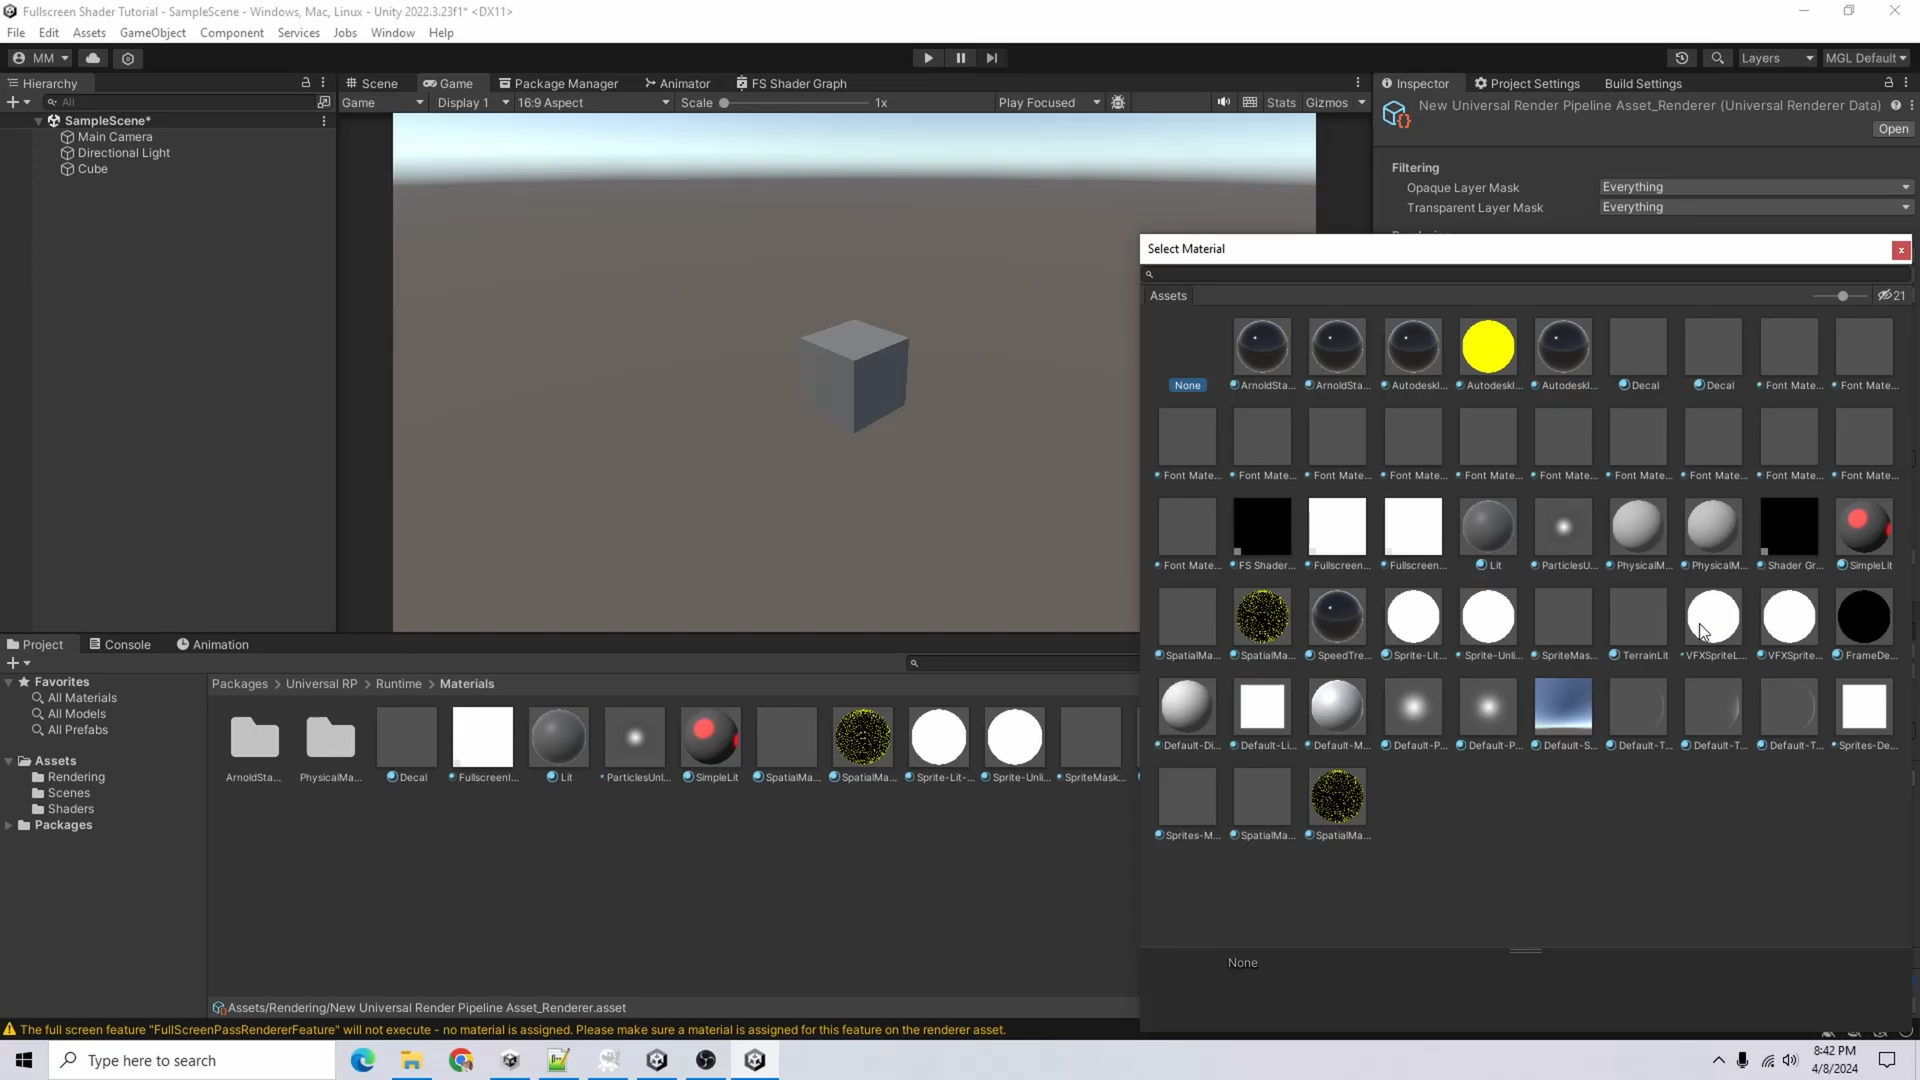 Fullscreen Shader Tutorial - SampleScene - Windows, Mac, Linux - Unity 2022.3.23f1* <DX11>
File Edit Assets GameObject Component Services Jobs Window Help
MM Layers MGL Default
Hierarchy Scene Game Package Manager Animator FS Shader Graph Inspector Project Settings Build Settings
All Game Display 1 16:9 Aspect Scale 1x Play Focused Stats Gizmos
New Universal Render Pipeline Asset_Renderer (Universal Renderer Data)
Open
SampleScene*
Main Camera
Directional Light
Cube
Filtering
Opaque Layer Mask Everything
Transparent Layer Mask Everything
Select Material
Assets 21
None ArnoldSta... ArnoldSta... AutodeskI... AutodeskI... AutodeskI... Decal Decal Font Mate... Font Mate...
Font Mate... Font Mate... Font Mate... Font Mate... Font Mate... Font Mate... Font Mate... Font Mate... Font Mate... Font Mate...
Font Mate... FS Shader... Fullscreen... Fullscreen... Lit ParticlesU... PhysicalM... PhysicalM... Shader Gr... SimpleLit
SpatialMa... SpatialMa... SpeedTre... Sprite-Lit... Sprite-Unli... SpriteMas... TerrainLit VFXSpriteL... VFXSprite... FrameDe...
Default-Di... Default-Li... Default-M... Default-P... Default-P... Default-S... Default-T... Default-T... Default-T... Sprites-De...
Sprites-M... SpatialMa... SpatialMa...
None
Project Console Animation
Favorites
All Materials
All Models
All Prefabs
Assets
Rendering
Scenes
Shaders
Packages
Packages > Universal RP > Runtime > Materials
ArnoldSta... PhysicalMa... Decal FullscreenI... Lit ParticlesUnl... SimpleLit SpatialMa... SpatialMa... Sprite-Lit-... Sprite-Unli... SpriteMask...
Assets/Rendering/New Universal Render Pipeline Asset_Renderer.asset
The full screen feature "FullScreenPassRendererFeature" will not execute - no material is assigned. Please make sure a material is assigned for this feature on the renderer asset.
Type here to search
8:42 PM
4/8/2024